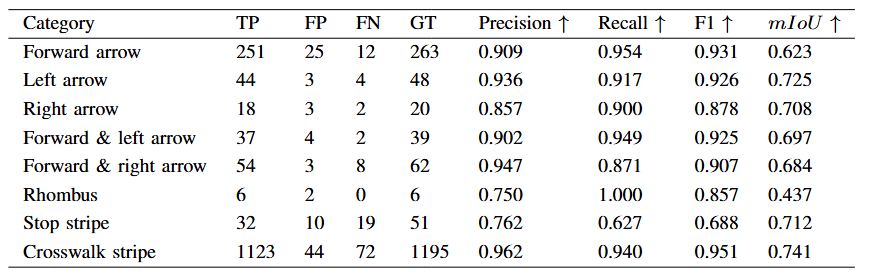 Category TP FP FN GT Precision ↑ Recall ↑ F1 ↑ mIoU ↑
Forward arrow 251 25 12 263 0.909 0.954 0.931 0.623
Left arrow 44 3 4 48 0.936 0.917 0.926 0.725
Right arrow 18 3 2 20 0.857 0.900 0.878 0.708
Forward & left arrow 37 4 2 39 0.902 0.949 0.925 0.697
Forward & right arrow 54 3 8 62 0.947 0.871 0.907 0.684
Rhombus 6 2 0 6 0.750 1.000 0.857 0.437
Stop stripe 32 10 19 51 0.762 0.627 0.688 0.712
Crosswalk stripe 1123 44 72 1195 0.962 0.940 0.951 0.741